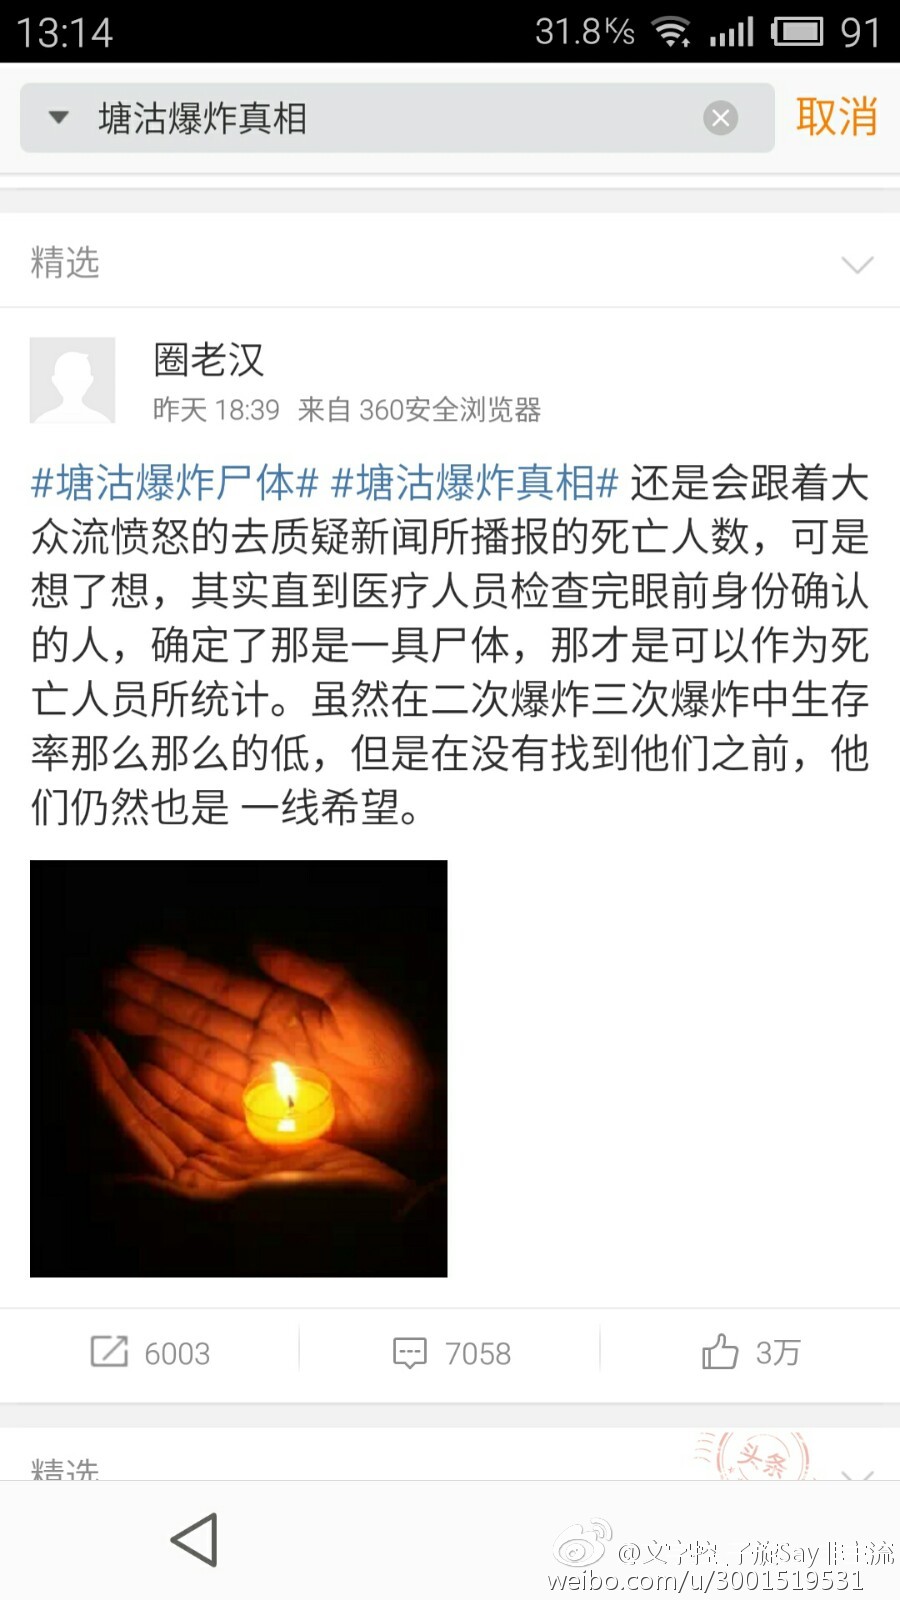 13:14 31.8K/s 91
塘沽爆炸真相 取消
精选
圈老汉
昨天 18:39 来自 360安全浏览器
#塘沽爆炸尸体# #塘沽爆炸真相# 还是会跟着大
众流愤怒的去质疑新闻所播报的死亡人数，可是
想了想，其实直到医疗人员检查完眼前身份确认
的人，确定了那是一具尸体，那才是可以作为死
亡人员所统计。虽然在二次爆炸三次爆炸中生存
率那么那么的低，但是在没有找到他们之前，他
们仍然也是 一线希望。
6003 7058 3万
精选
头条
weibo.com/u/3001519531